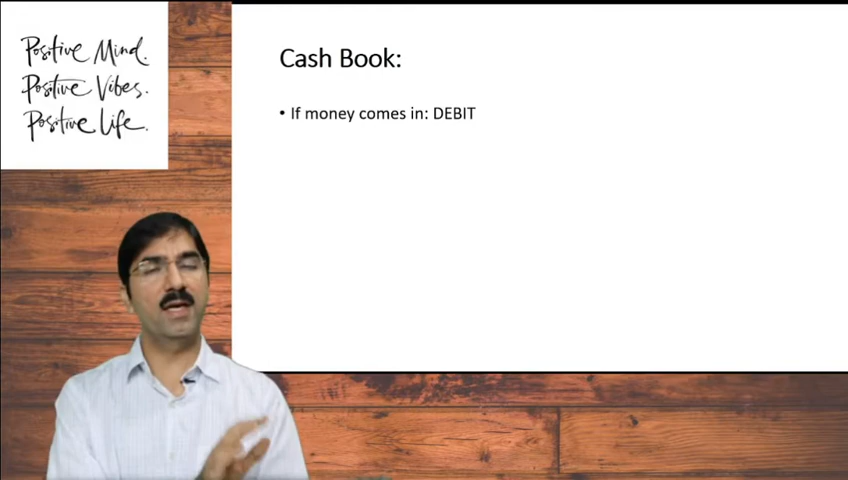 Positive Mind.
Positive Vibes.
Positive Life.
Cash Book:
• If money comes in: DEBIT